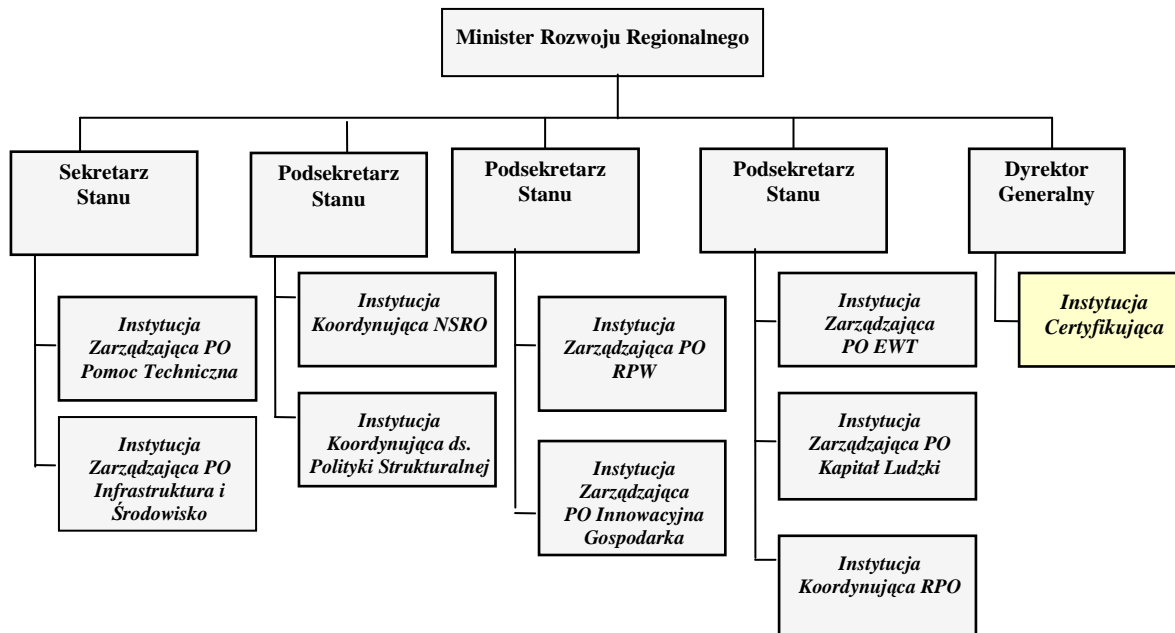 Minister Rozwoju Regionalnego
Sekretarz
Stanu
Podsekretarz
Stanu
Podsekretarz
Stanu
Podsekretarz
Stanu
Dyrektor
Generalny
Instytucja
Zarządzająca PO
Pomoc Techniczna
Instytucja
Zarządzająca PO
Infrastruktura i
Środowisko
Instytucja
Koordynująca NSRO
Instytucja
Koordynująca ds.
Polityki Strukturalnej
Instytucja
Zarządzająca PO
RPW
Instytucja
Zarządzająca
PO Innowacyjna
Gospodarka
Instytucja
Zarządzająca
PO EWT
Instytucja
Zarządzająca PO
Kapitał Ludzki
Instytucja
Koordynująca RPO
Instytucja
Certyfikująca